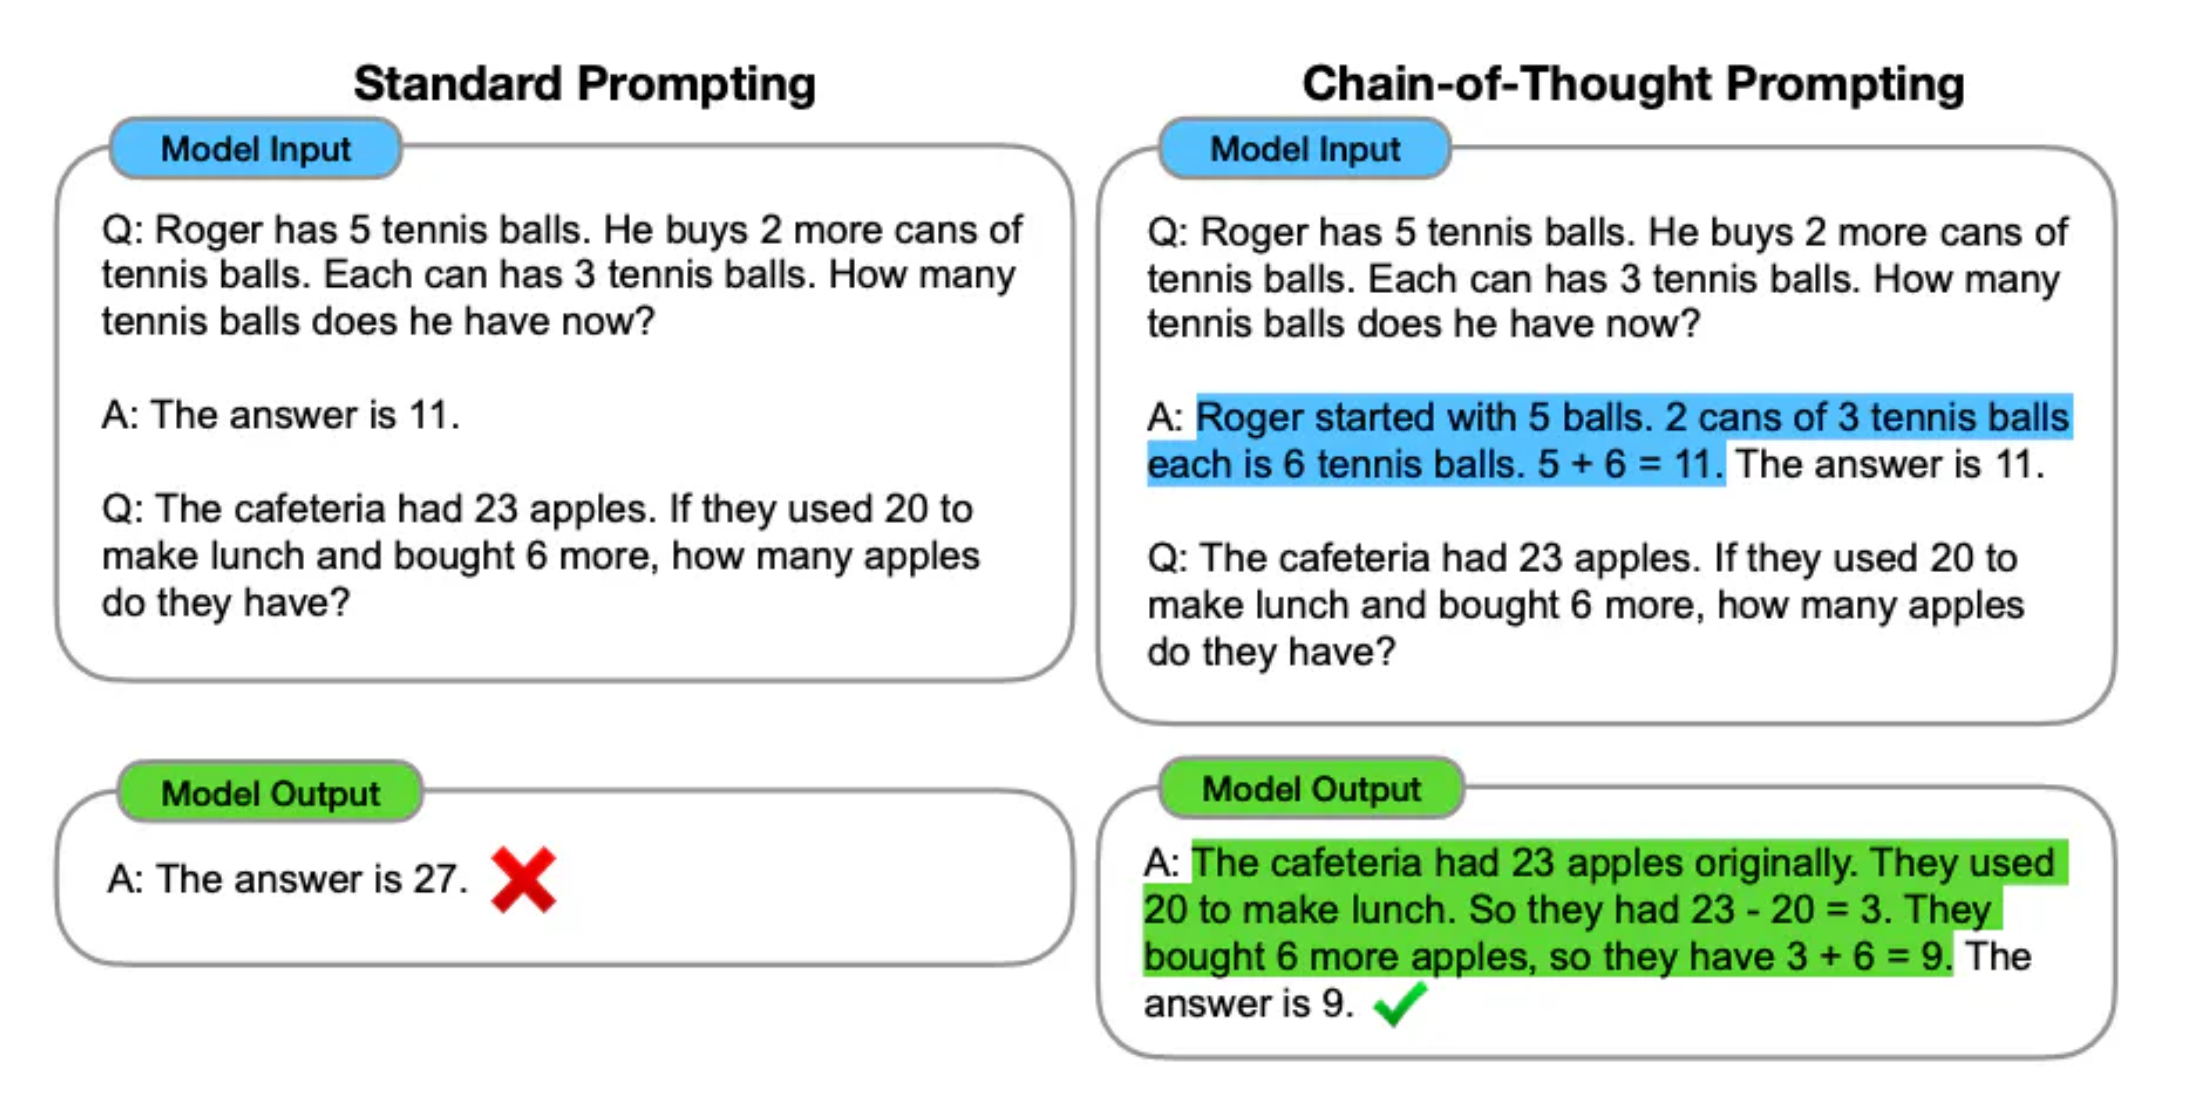 Standard Prompting
Model Input
Q: Roger has 5 tennis balls. He buys 2 more cans of
tennis balls. Each can has 3 tennis balls. How many
tennis balls does he have now?
A: The answer is 11.
Q: The cafeteria had 23 apples. If they used 20 to
make lunch and bought 6 more, how many apples
do they have?
Model Output
A: The answer is 27.
Chain-of-Thought Prompting
Model Input
Q: Roger has 5 tennis balls. He buys 2 more cans of
tennis balls. Each can has 3 tennis balls. How many
tennis balls does he have now?
A: Roger started with 5 balls. 2 cans of 3 tennis balls
each is 6 tennis balls. 5 + 6 = 11. The answer is 11.
Q: The cafeteria had 23 apples. If they used 20 to
make lunch and bought 6 more, how many apples
do they have?
Model Output
A: The cafeteria had 23 apples originally. They used
20 to make lunch. So they had 23 - 20 = 3. They
bought 6 more apples, so they have 3 + 6 = 9. The
answer is 9.